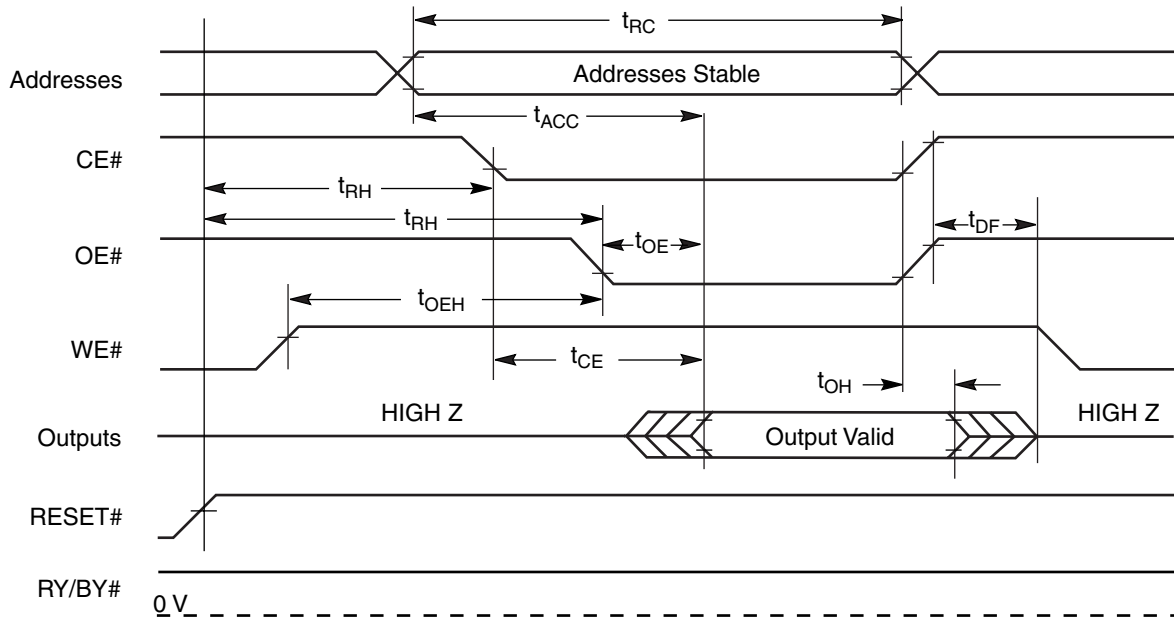 tRC
Addresses
Addresses Stable
tACC
CE#
tRH
tRH
OE#
tOE
tDF
tOEH
WE#
tCE
tOH
HIGH Z
HIGH Z
Outputs
Output Valid
RESET#
RY/BY#
0 V